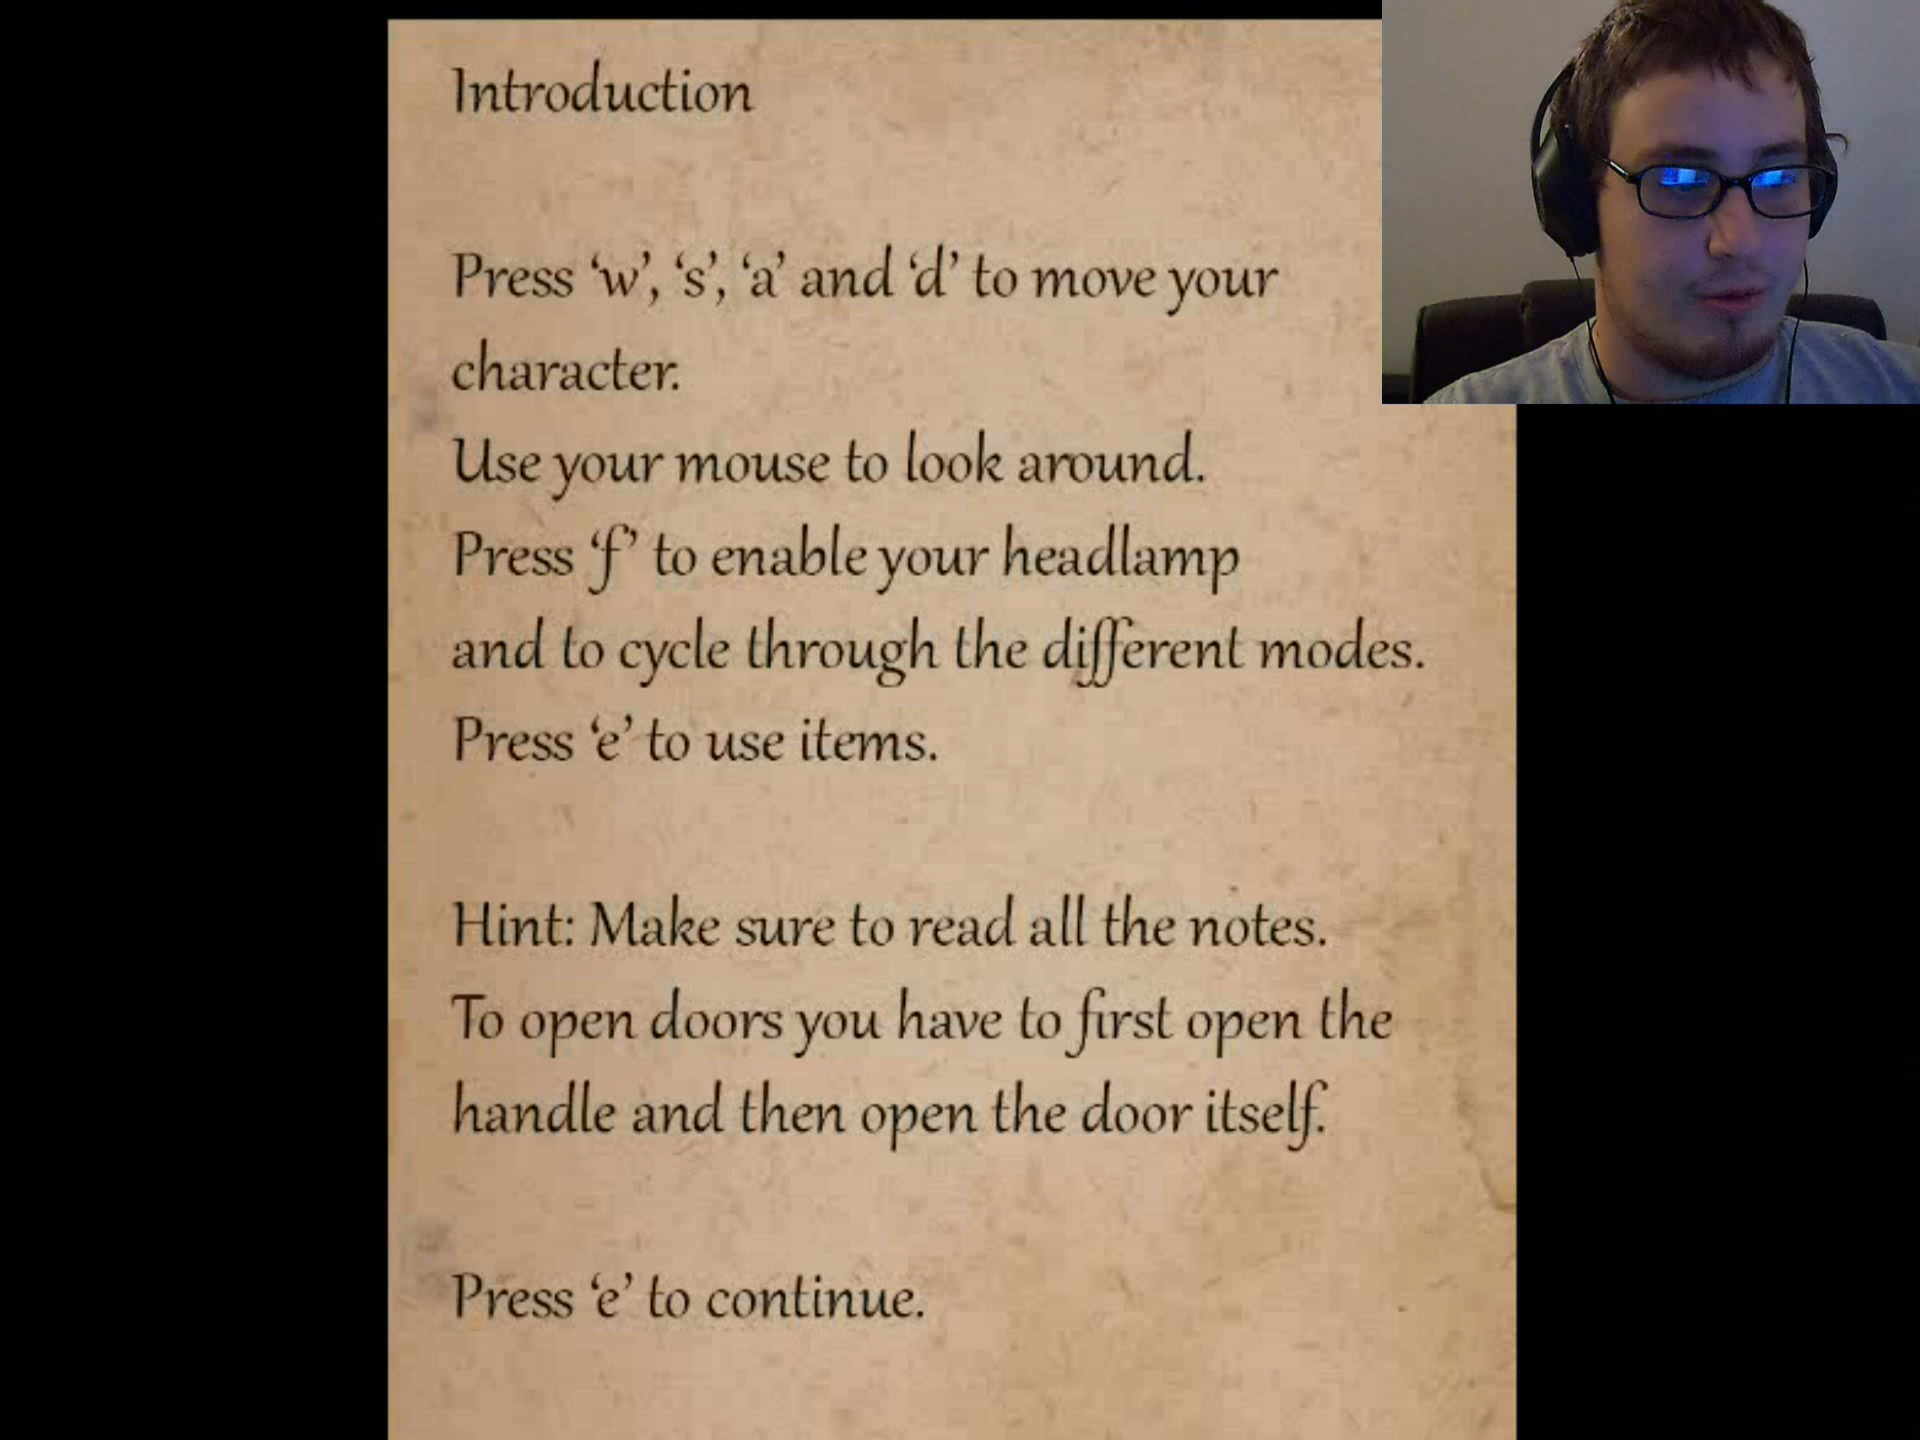 Introduction
Press ‘w’, ‘s’, ‘a’ and ‘d’ to move your
character.
Use your mouse to look around.
Press ‘f’ to enable your headlamp
and to cycle through the different modes.
Press ‘e’ to use items.
Hint: Make sure to read all the notes.
To open doors you have to first open the
handle and then open the door itself.
Press ‘e’ to continue.